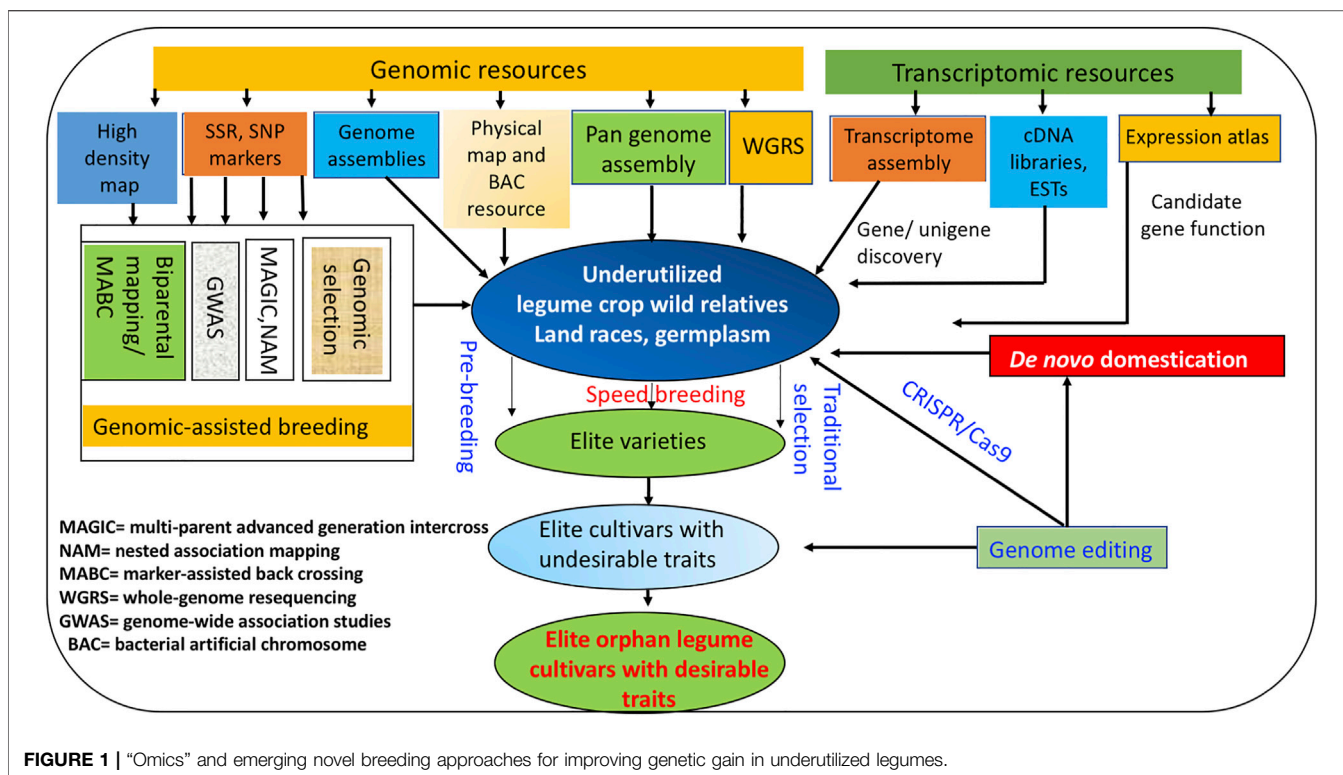 Genomic resources
Transcriptomic resources
High
density
map
SSR, SNP
markers
Genome
assemblies
Physical
map and
BAC
resource
Pan genome
assembly
WGRS
Transcriptome
assembly
cDNA
libraries,
ESTs
Expression atlas
Gene/ unigene
discovery
Candidate
gene function
Biparental
mapping/
MABC
GWAS
MAGIC,NAM
Genomic
selection
Genomic-assisted breeding
Underutilized
legume crop wild relatives
Land races, germplasm
De novo domestication
Pre-breeding
Speed breeding
Traditional
selection
CRISPR/Cas9
Elite varieties
Elite cultivars with
undesirable traits
Genome editing
Elite orphan legume
cultivars with desirable
traits
MAGIC= multi-parent advanced generation intercross
NAM= nested association mapping
MABC= marker-assisted back crossing
WGRS= whole-genome resequencing
GWAS= genome-wide association studies
BAC= bacterial artificial chromosome
FIGURE 1 | “Omics” and emerging novel breeding approaches for improving genetic gain in underutilized legumes.